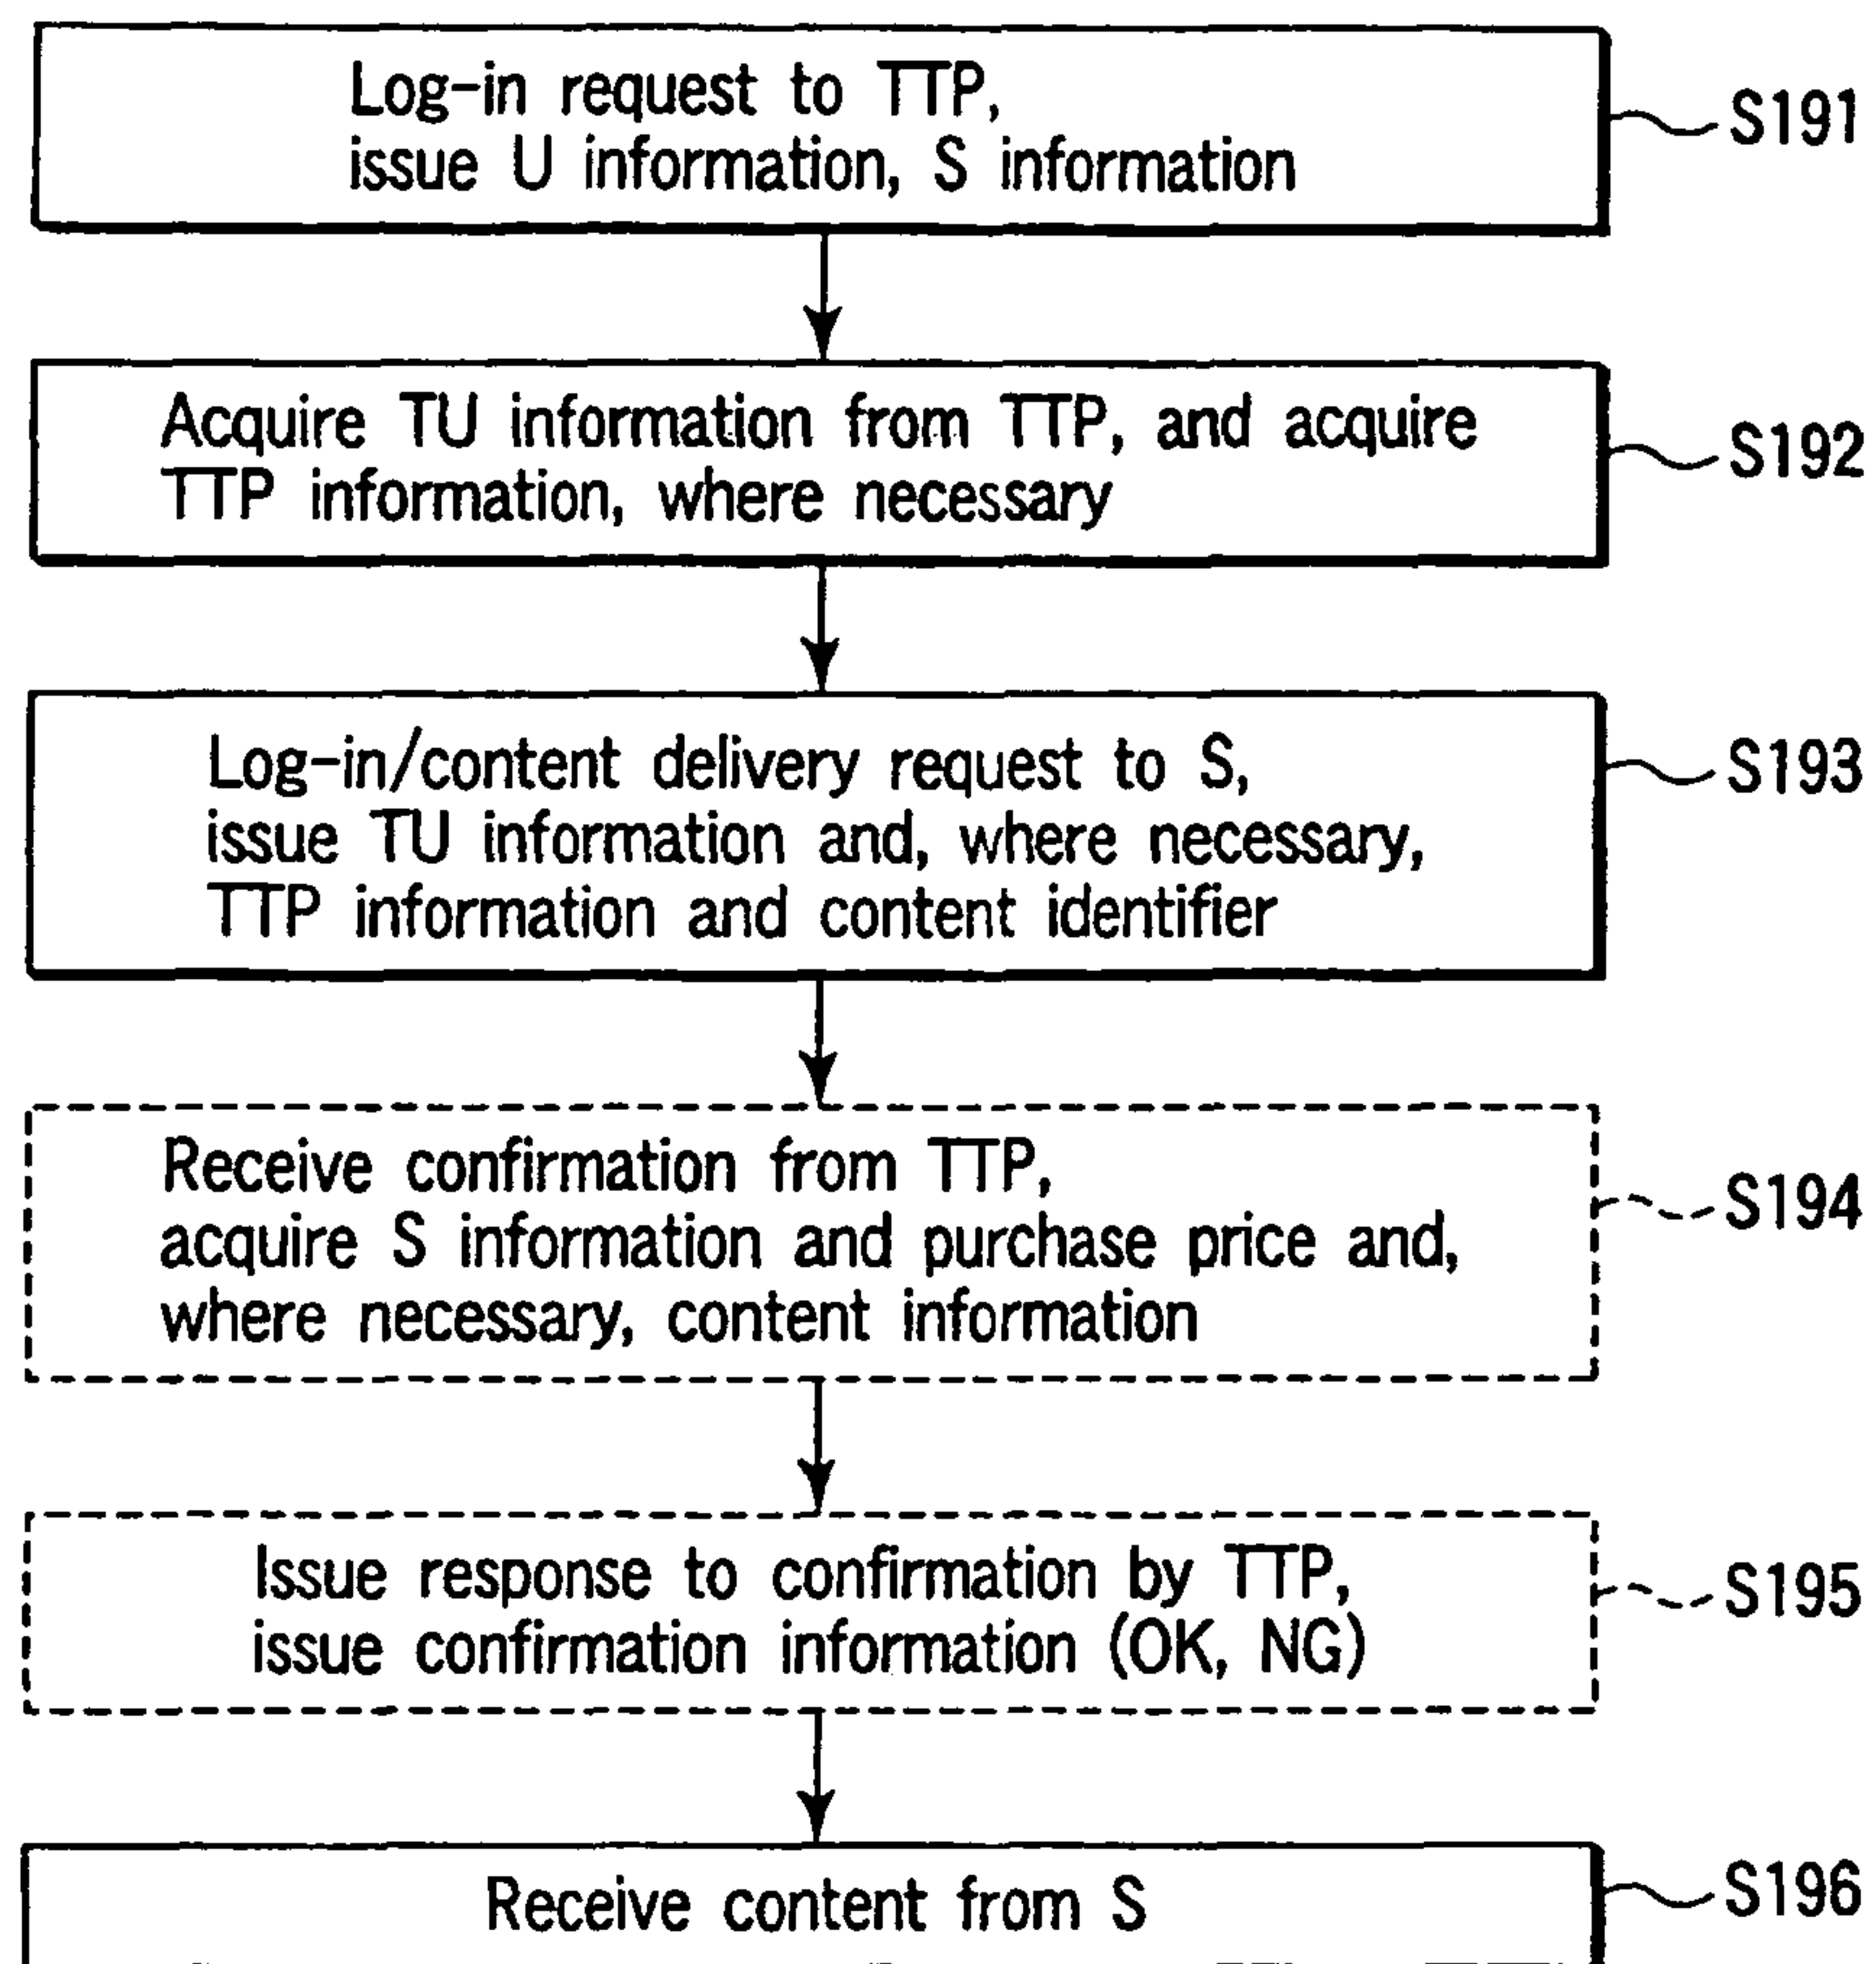 Log-in request to TTP,
issue U information, S information
S191
Acquire TU information from TTP, and acquire
TTP information, where necessary
S192
Log-in/content delivery request to S,
issue TU information and, where necessary,
TTP information and content identifier
S193
Receive confirmation from TTP,
acquire S information and purchase price and,
where necessary, content information
S194
Issue response to confirmation by TTP,
issue confirmation information (OK, NG)
S195
Receive content from S
S196